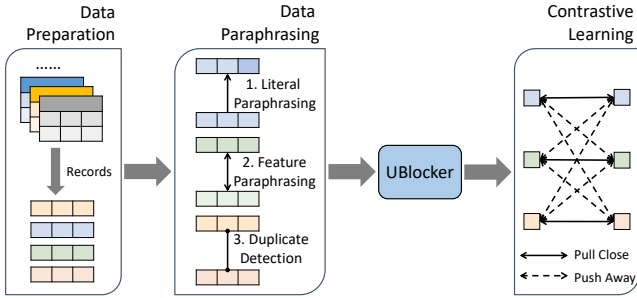 Data
Preparation
......
Records
Data
Paraphrasing
1. Literal
Paraphrasing
2. Feature
Paraphrasing
3. Duplicate
Detection
UBlocker
Contrastive
Learning
Pull Close
Push Away